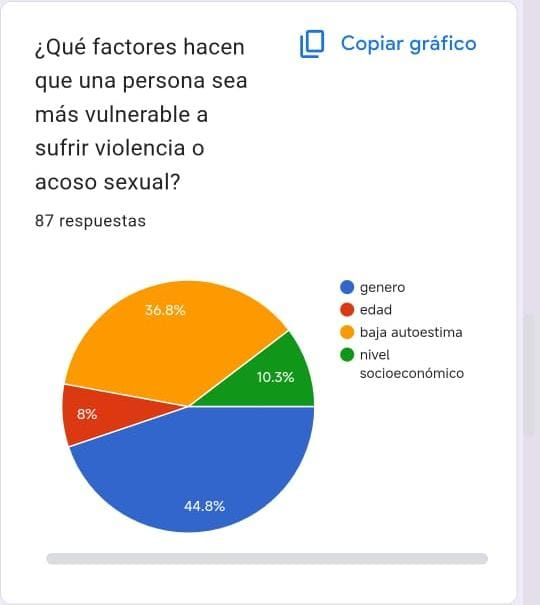 ¿Qué factores hacen
Copiar gráfico
que una persona sea
más vulnerable a
sufrir violencia o
acoso sexual?
87 respuestas
36.8%
10.3%
8%
44.8%
genero
edad
baja autoestima
nivel
socioeconómico